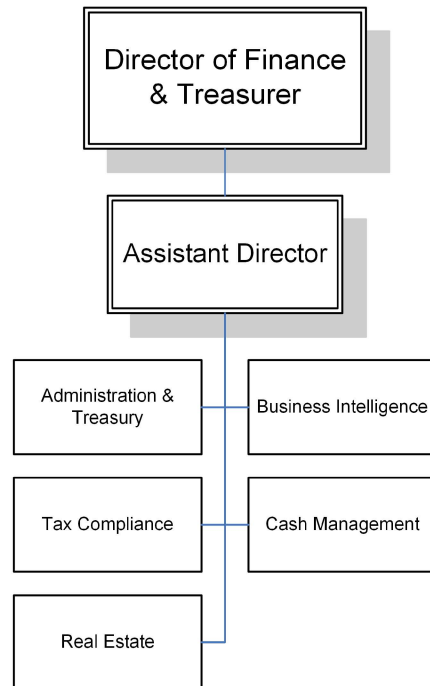 Director of Finance
& Treasurer
Assistant Director
Administration &
Treasury
Business Intelligence
Tax Compliance
Cash Management
Real Estate